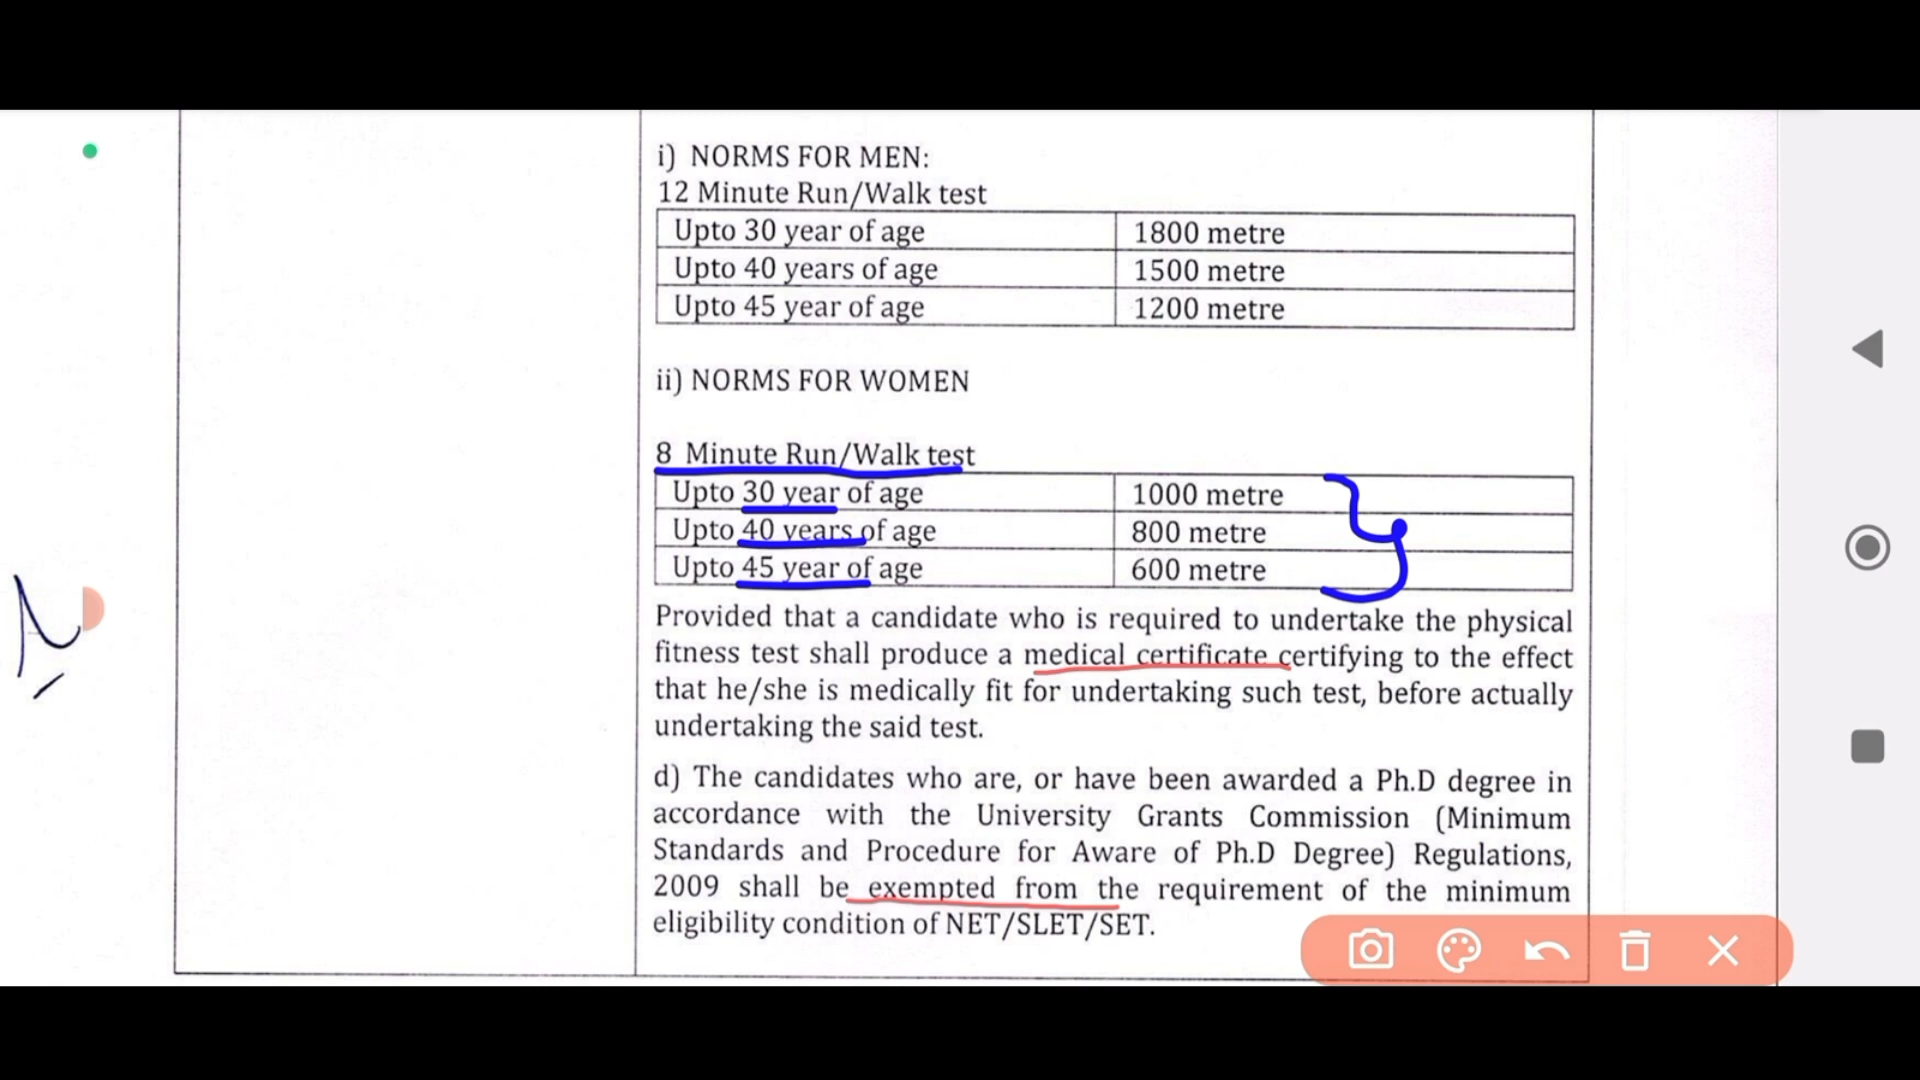 i) NORMS FOR MEN:
12 Minute Run/Walk test
Upto 30 year of age 1800 metre
Upto 40 years of age 1500 metre
Upto 45 year of age 1200 metre
ii) NORMS FOR WOMEN
8 Minute Run/Walk test
Upto 30 year of age 1000 metre
Upto 40 years of age 800 metre
Upto 45 year of age 600 metre
Provided that a candidate who is required to undertake the physical
fitness test shall produce a medical certificate certifying to the effect
that he/she is medically fit for undertaking such test, before actually
undertaking the said test.
d) The candidates who are, or have been awarded a Ph.D degree in
accordance with the University Grants Commission (Minimum
Standards and Procedure for Aware of Ph.D Degree) Regulations,
2009 shall be exempted from the requirement of the minimum
eligibility condition of NET/SLET/SET.